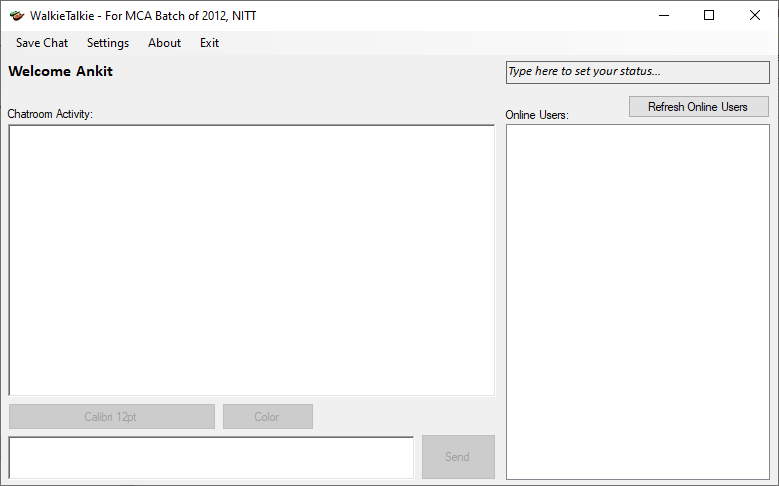 WalkieTalkie - For MCA Batch of 2012, NITT
Save Chat Settings About Exit
Welcome Ankit
Type here to set your status...
Chatroom Activity:
Online Users:
Refresh Online Users
Calibri 12pt
Color
Send